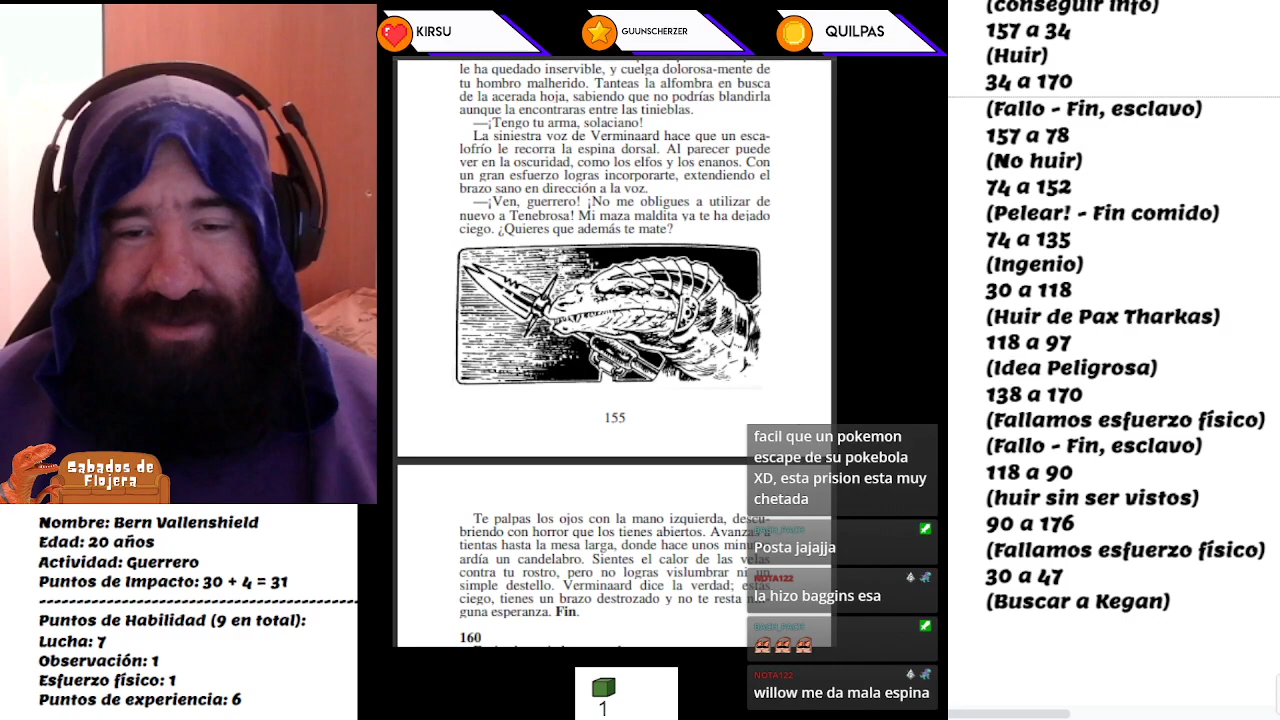 KIRSU
GUUNSCHERZER
QUILPAS
le ha quedado inservible, y cuelga dolorosa-mente de
tu hombro malherido. Tanteas la alfombra en busca
de la acerada hoja, sabiendo que no podrías blandirla
aunque la encontraras entre las tinieblas.
—¡Tengo tu arma, solaciano!
La siniestra voz de Verminaard hace que un esca-
lofrío le recorra la espina dorsal. Al parecer puede
ver en la oscuridad, como los elfos y los enanos. Con
un gran esfuerzo logras incorporarte, extendiendo el
brazo sano en dirección a la voz.
—¡Ven, guerrero! ¡No me obligues a utilizar de
nuevo a Tenebrosa! Mi maza maldita ya te ha dejado
ciego. ¿Quieres que además te mate?
155
Te palpas los ojos con la mano izquierda, descu-
briendo con horror que los tienes abiertos. Avanzas a
tientas hasta la mesa larga, donde hace unos
ardía un candelabro. Sientes el calor de las velas
contra tu rostro, pero no logras vislumbrar ni un
simple destello. Verminaard dice la verdad; estás
ciego, tienes un brazo destrozado y no te resta
guna esperanza. Fin.
160
facil que un pokemon
escape de su pokebola
XD, esta prision esta muy
chetada
Posta jajajja
NOTA122
la hizo baggins esa
NOTA122
willow me da mala espina
(conseguir info)
157 a 34
(Huir)
34 a 170
(Fallo - Fin, esclavo)
157 a 78
(No huir)
74 a 152
(Pelear! - Fin comido)
74 a 135
(Ingenio)
30 a 118
(Huir de Pax Tharkas)
118 a 97
(Idea Peligrosa)
138 a 170
(Fallamos esfuerzo físico)
(Fallo - Fin, esclavo)
118 a 90
(huir sin ser vistos)
90 a 176
(Fallamos esfuerzo físico)
30 a 47
(Buscar a Kegan)
Sabados de
Flojera
Nombre: Bern Vallenshield
Edad: 20 años
Actividad: Guerrero
Puntos de Impacto: 30 + 4 = 31
Puntos de Habilidad (9 en total):
Lucha: 7
Observación: 1
Esfuerzo físico: 1
Puntos de experiencia: 6
1